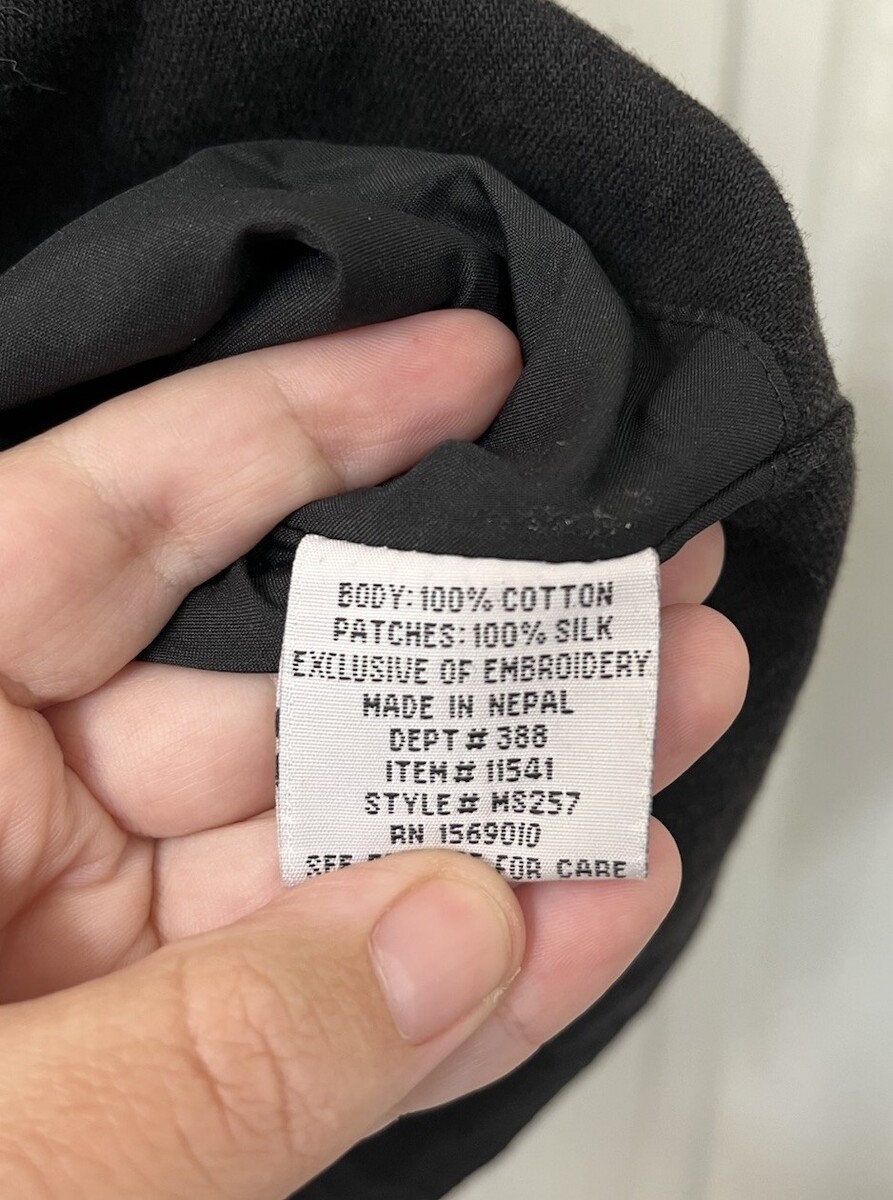 BODY: 100% COTTON
PATCHES: 100% SILK
EXCLUSIVE OF EMBROIDERY
MADE IN NEPAL
DEPT # 388
ITEM # 11541
STYLE# MS257
RN 1569010
SEE FOR CARE